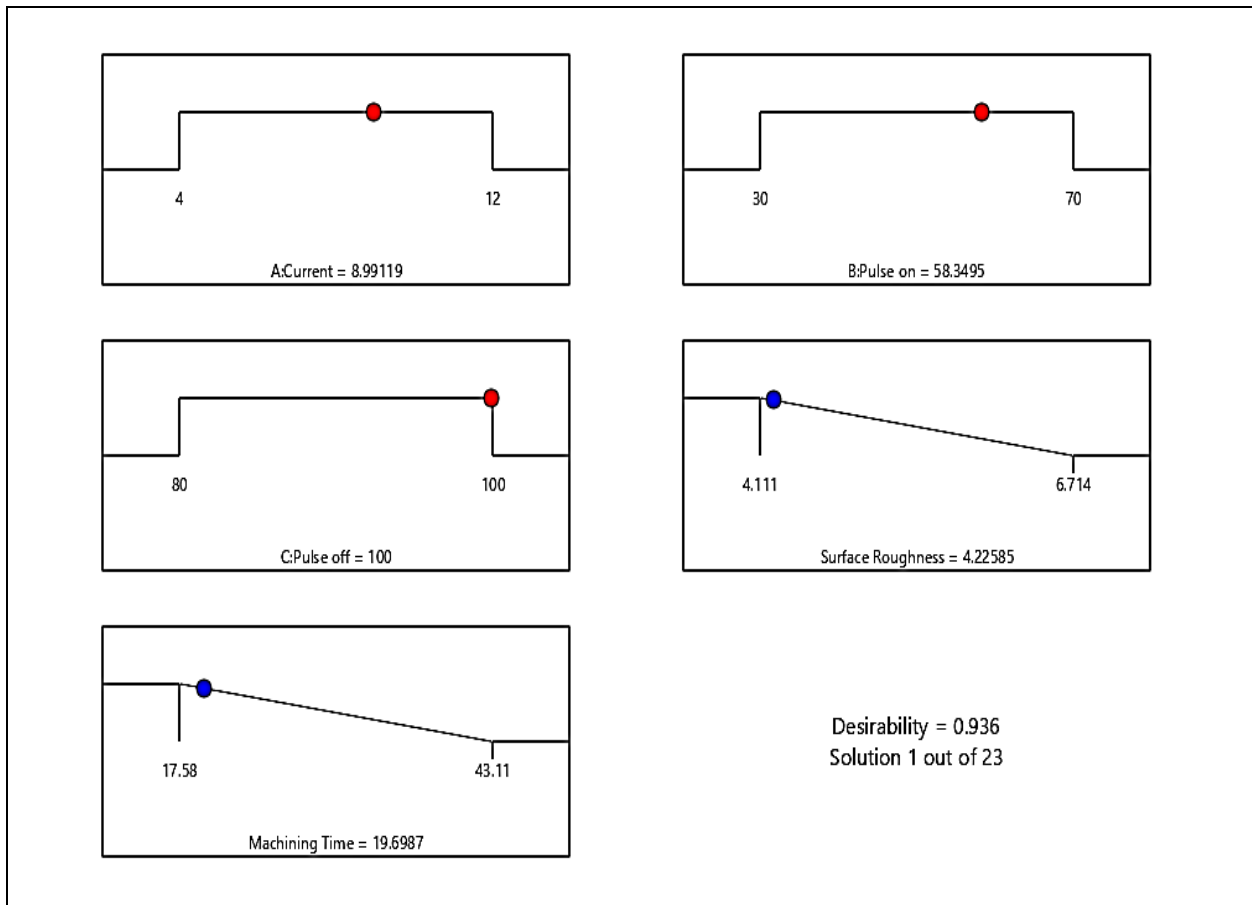 4 12
A:Current = 8.99119
30 70
B:Pulse on = 58.3495
80 100
C:Pulse off = 100
4.111 6.714
Surface Roughness = 4.22585
17.58 43.11
Machining Time = 19.6987
Desirability = 0.936
Solution 1 out of 23